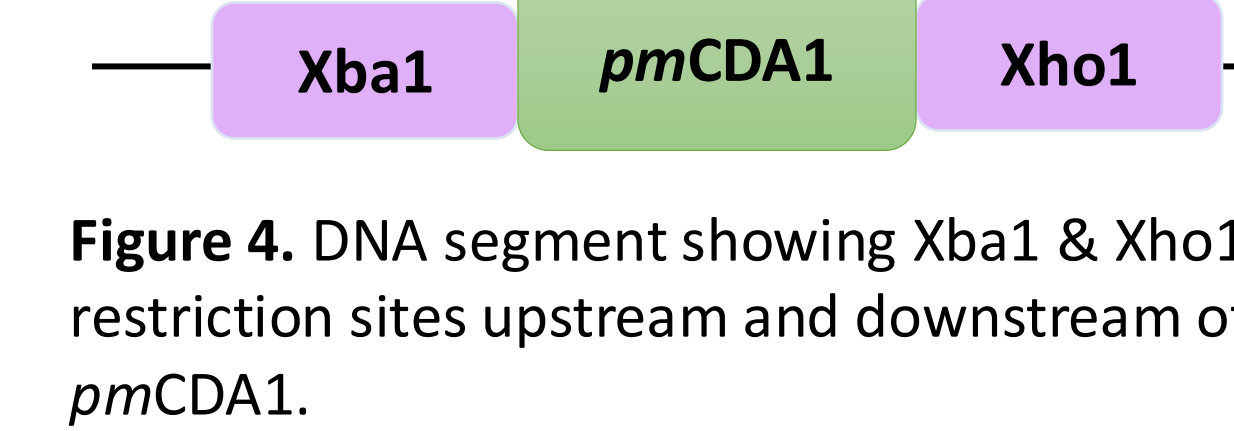 Xba1 pmCDA1 Xho1
Figure 4. DNA segment showing Xba1 & Xho1
restriction sites upstream and downstream of
pmCDA1.